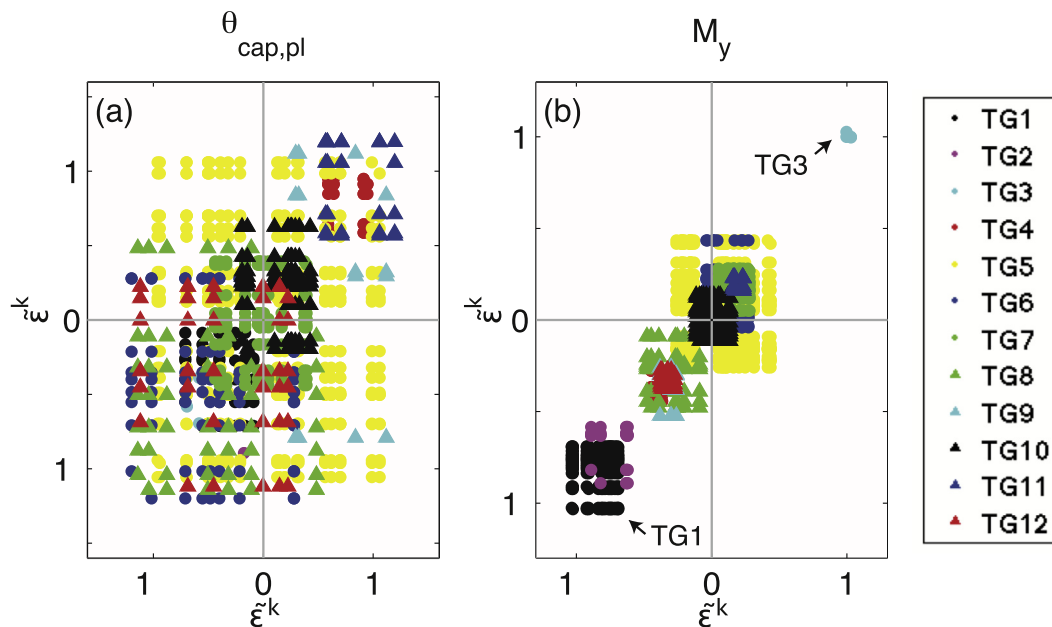 θcap,pl
My
(a)
(b)
1
0
1
ε̃k
1
0
1
ε̃k
1
0
1
ε̃k
1
0
1
ε̃k
TG3
TG1
TG1
TG2
TG3
TG4
TG5
TG6
TG7
TG8
TG9
TG10
TG11
TG12